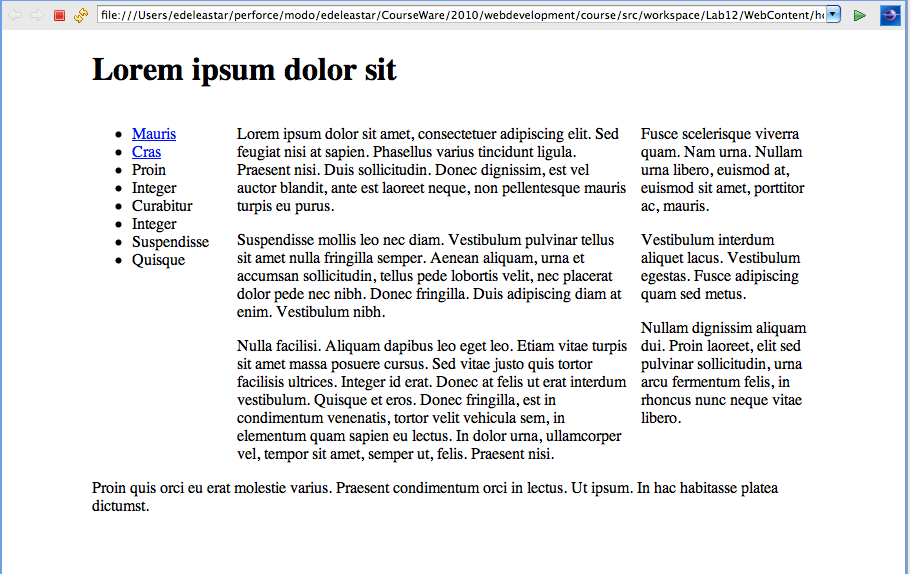 file:///Users/edeleastar/perforce/modo/edeleastar/CourseWare/2010/webdevelopment/course/src/workspace/Lab12/WebContent/h
Lorem ipsum dolor sit
Mauris
Cras
Proin
Integer
Curabitur
Integer
Suspendisse
Quisque
Lorem ipsum dolor sit amet, consectetuer adipiscing elit. Sed
feugiat nisi at sapien. Phasellus varius tincidunt ligula.
Praesent nisi. Duis sollicitudin. Donec dignissim, est vel
auctor blandit, ante est laoreet neque, non pellentesque mauris
turpis eu purus.
Suspendisse mollis leo nec diam. Vestibulum pulvinar tellus
sit amet nulla fringilla semper. Aenean aliquam, urna et
accumsan sollicitudin, tellus pede lobortis velit, nec placerat
dolor pede nec nibh. Donec fringilla. Duis adipiscing diam at
enim. Vestibulum nibh.
Nulla facilisi. Aliquam dapibus leo eget leo. Etiam vitae turpis
sit amet massa posuere cursus. Sed vitae justo quis tortor
facilisis ultrices. Integer id erat. Donec at felis ut erat interdum
vestibulum. Quisque et eros. Donec fringilla, est in
condimentum venenatis, tortor velit vehicula sem, in
elementum quam sapien eu lectus. In dolor urna, ullamcorper
vel, tempor sit amet, semper ut, felis. Praesent nisi.
Fusce scelerisque viverra
quam. Nam urna. Nullam
urna libero, euismod at,
euismod sit amet, porttitor
ac, mauris.
Vestibulum interdum
aliquet lacus. Vestibulum
egestas. Fusce adipiscing
quam sed metus.
Nullam dignissim aliquam
dui. Proin laoreet, elit sed
pulvinar sollicitudin, urna
arcu fermentum felis, in
rhoncus nunc neque vitae
libero.
Proin quis orci eu erat molestie varius. Praesent condimentum orci in lectus. Ut ipsum. In hac habitasse platea
dictumst.